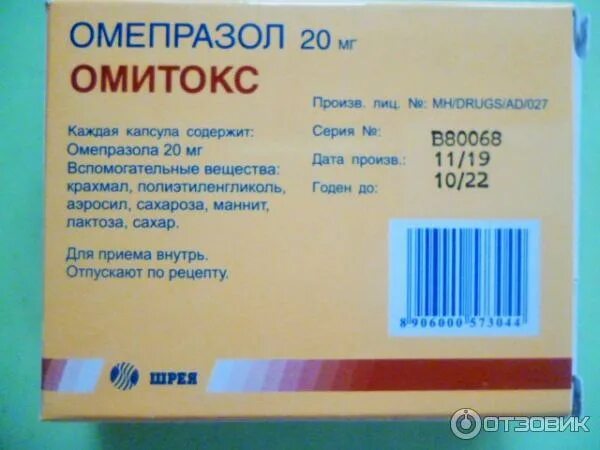 ОМЕПРАЗОЛ 20 мг
ОМИТОКС
Каждая капсула содержит:
Омепразола 20 мг
Вспомогательные вещества:
крахмал, полиэтиленгликоль,
аэросил, сахароза, маннит,
лактоза, сахар.
Для приема внутрь.
Отпускают по рецепту.
Произв. лиц. №: MH/DRUGS/AD/027
Серия №: B80068
Дата произв.: 11/19
Годен до: 10/22
8 906000 573044
ШРЕЯ
ОТЗОВИК